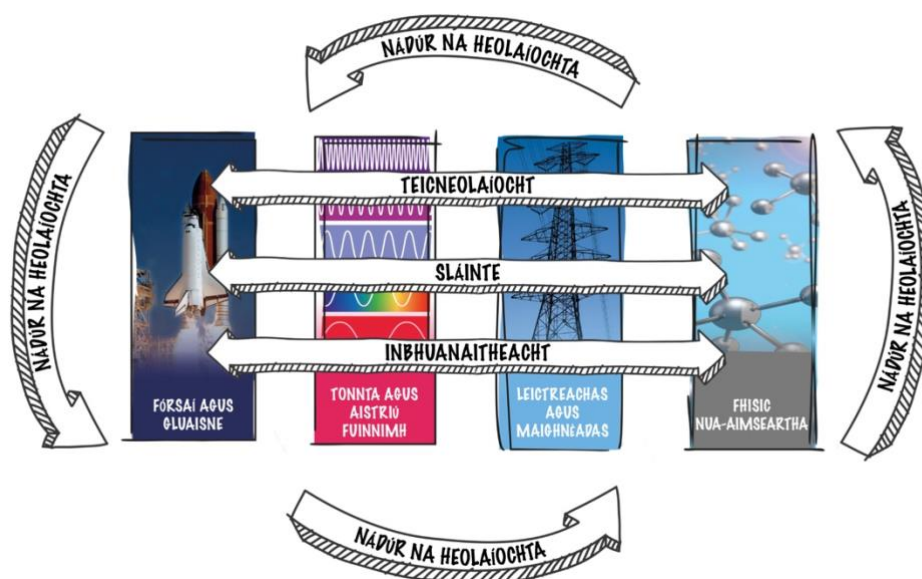 NÁDÚR NA HEOLAÍOCHTA
NÁDÚR NA HEOLAÍOCHTA
NÁDÚR NA HEOLAÍOCHTA
TEICNEOLAÍOCHT
SLÁINTE
INBHUANAITHEACHT
FÓRSAÍ AGUS
GLUAISNE
TONNTA AGUS
AISTRIÚ
FUINNIMH
LEICTREACHAS
AGUS
MAIGHNÉADAS
FHISIC
NUA-AIMSEARTHA
NÁDÚR NA HEOLAÍOCHTA